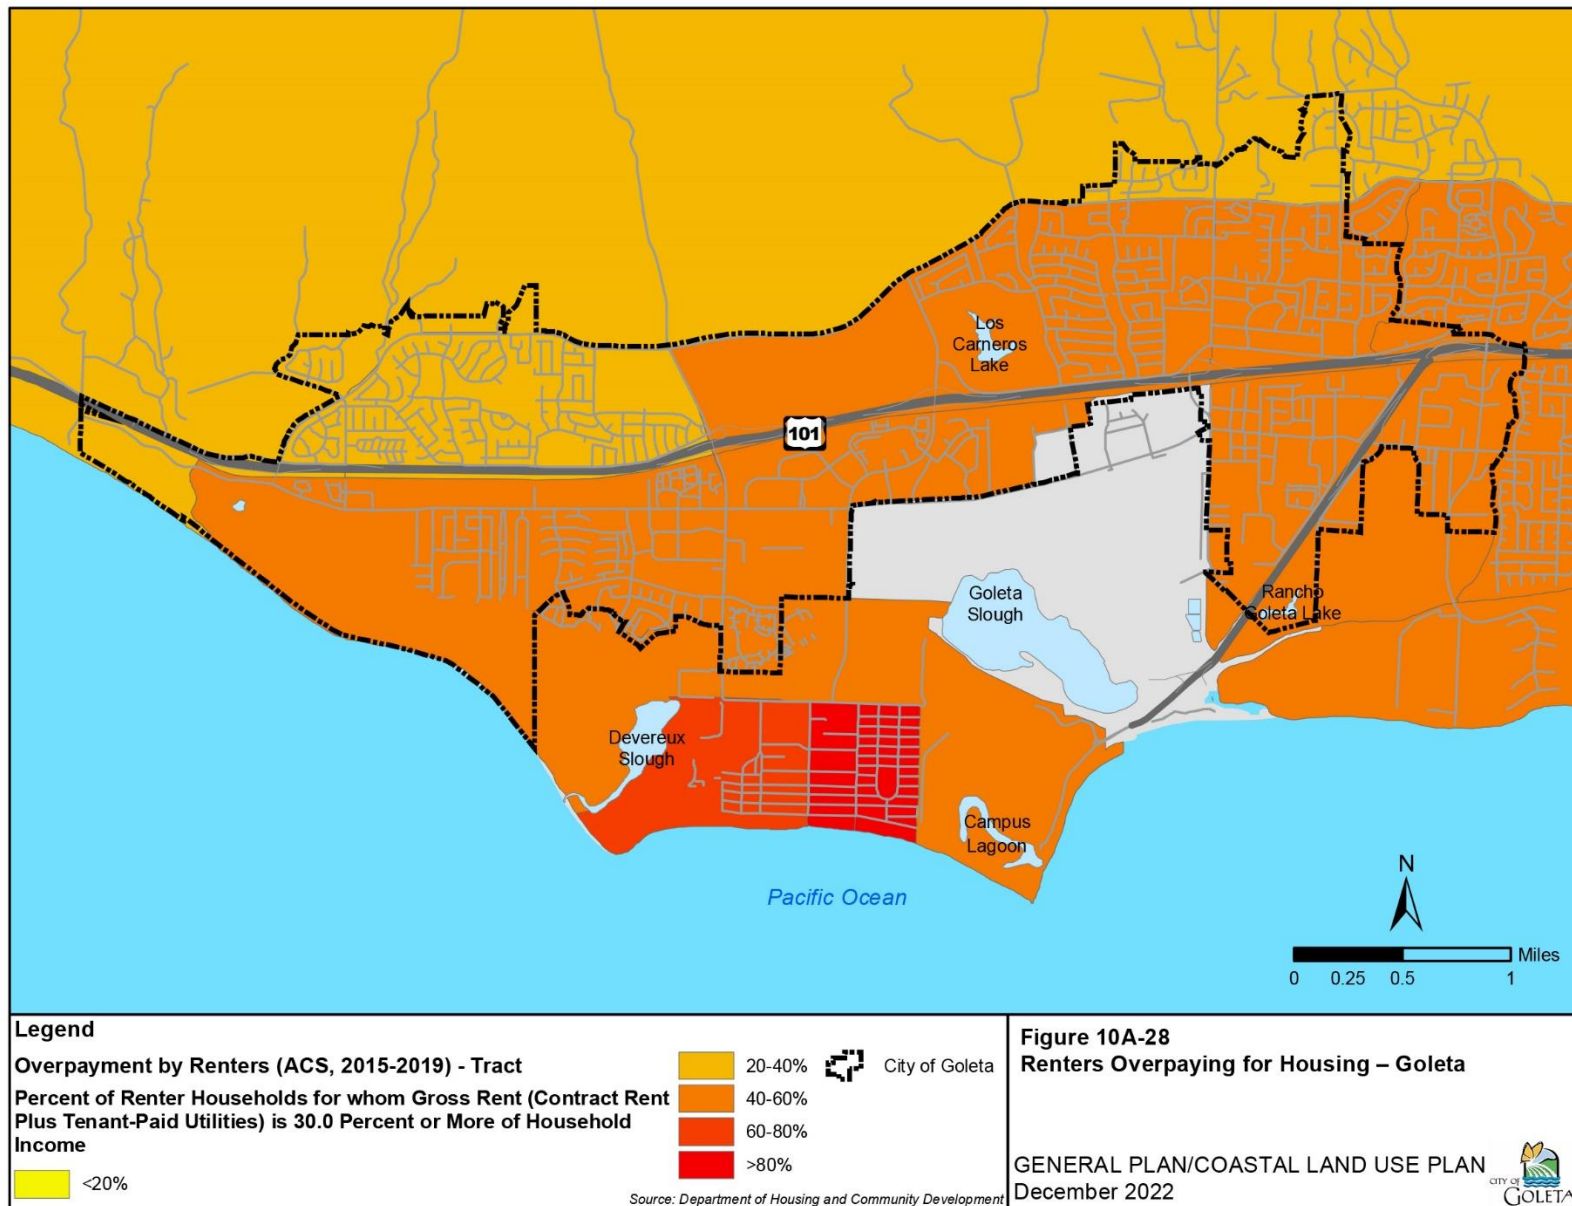 Los
Carneros
Lake
101
Goleta
Slough
Rancho
Goleta Lake
Devereux
Slough
Campus
Lagoon
Pacific Ocean
N
Miles
0 0.25 0.5 1
Legend
Overpayment by Renters (ACS, 2015-2019) - Tract
Percent of Renter Households for whom Gross Rent (Contract Rent
Plus Tenant-Paid Utilities) is 30.0 Percent or More of Household
Income
<20%
20-40%
40-60%
60-80%
>80%
City of Goleta
Source: Department of Housing and Community Development
Figure 10A-28
Renters Overpaying for Housing – Goleta
GENERAL PLAN/COASTAL LAND USE PLAN
December 2022
CITY OF
GOLETA